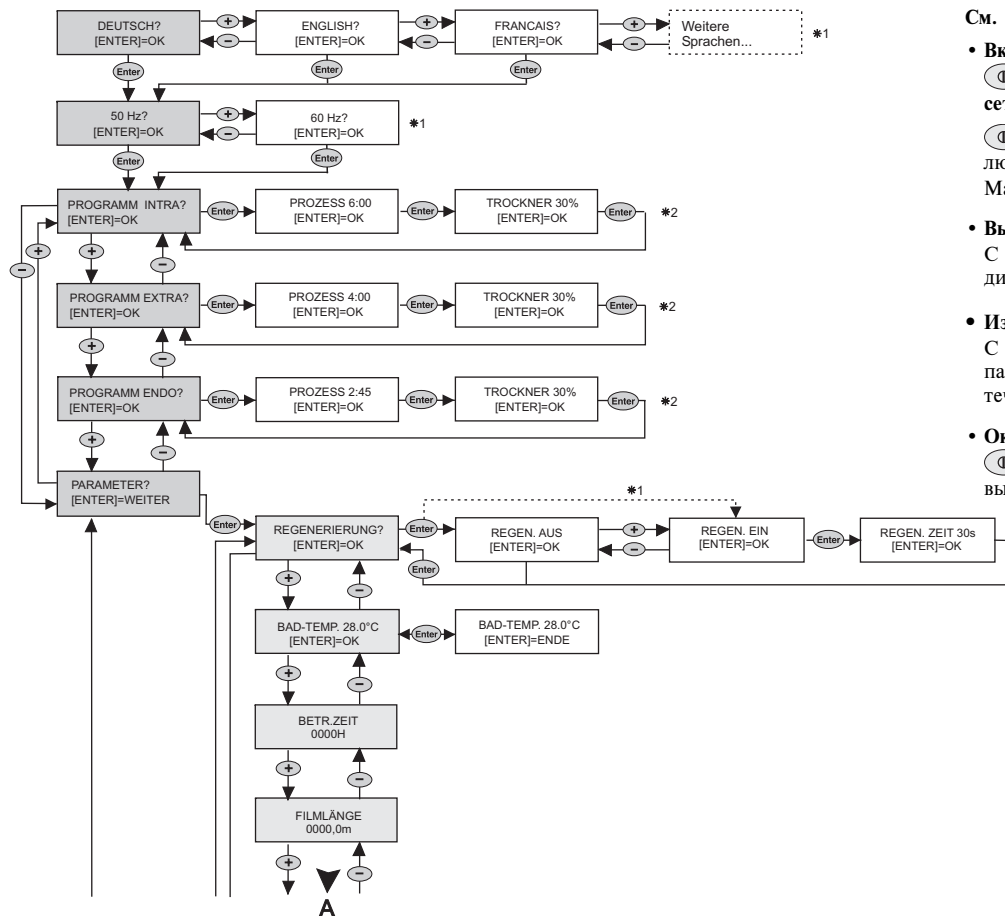 DEUTSCH?
[ENTER]=OK
+
−
ENGLISH?
[ENTER]=OK
+
−
FRANCAIS?
[ENTER]=OK
+
−
Weitere
Sprachen...
✱1
Enter
Enter
Enter
50 Hz?
[ENTER]=OK
+
−
60 Hz?
[ENTER]=OK
✱1
Enter
Enter
PROGRAMM INTRA?
[ENTER]=OK
Enter
PROZESS 6:00
[ENTER]=OK
Enter
TROCKNER 30%
[ENTER]=OK
Enter
✱2
+
−
+
−
PROGRAMM EXTRA?
[ENTER]=OK
Enter
PROZESS 4:00
[ENTER]=OK
Enter
TROCKNER 30%
[ENTER]=OK
Enter
✱2
+
−
PROGRAMM ENDO?
[ENTER]=OK
Enter
PROZESS 2:45
[ENTER]=OK
Enter
TROCKNER 30%
[ENTER]=OK
Enter
✱2
+
−
PARAMETER?
[ENTER]=WEITER
Enter
✱1
REGENERIERUNG?
[ENTER]=OK
Enter
Enter
REGEN. AUS
[ENTER]=OK
+
−
REGEN. EIN
[ENTER]=OK
Enter
REGEN. ZEIT 30s
[ENTER]=OK
+
−
BAD-TEMP. 28.0°C
[ENTER]=OK
Enter
BAD-TEMP. 28.0°C
[ENTER]=ENDE
+
−
BETR.ZEIT
0000H
+
−
FILMLÄNGE
0000,0m
+
−
A
См.
•
•
С
•
С
•